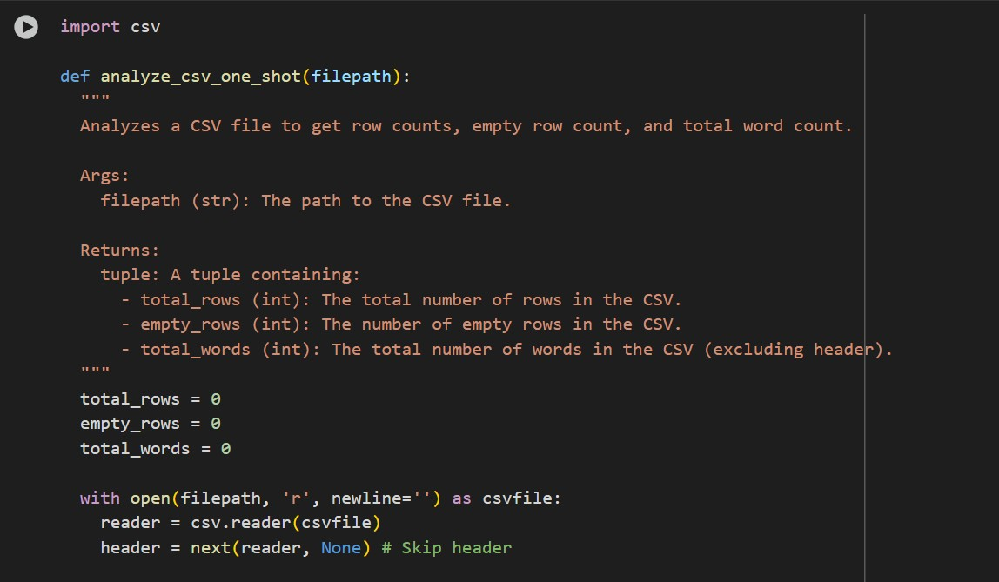 import csv
def analyze_csv_one_shot(filepath):
"""
Analyzes a CSV file to get row counts, empty row count, and total word count.
Args:
filepath (str): The path to the CSV file.
Returns:
tuple: A tuple containing:
- total_rows (int): The total number of rows in the CSV.
- empty_rows (int): The number of empty rows in the CSV.
- total_words (int): The total number of words in the CSV (excluding header).
"""
total_rows = 0
empty_rows = 0
total_words = 0
with open(filepath, 'r', newline='') as csvfile:
reader = csv.reader(csvfile)
header = next(reader, None) # Skip header